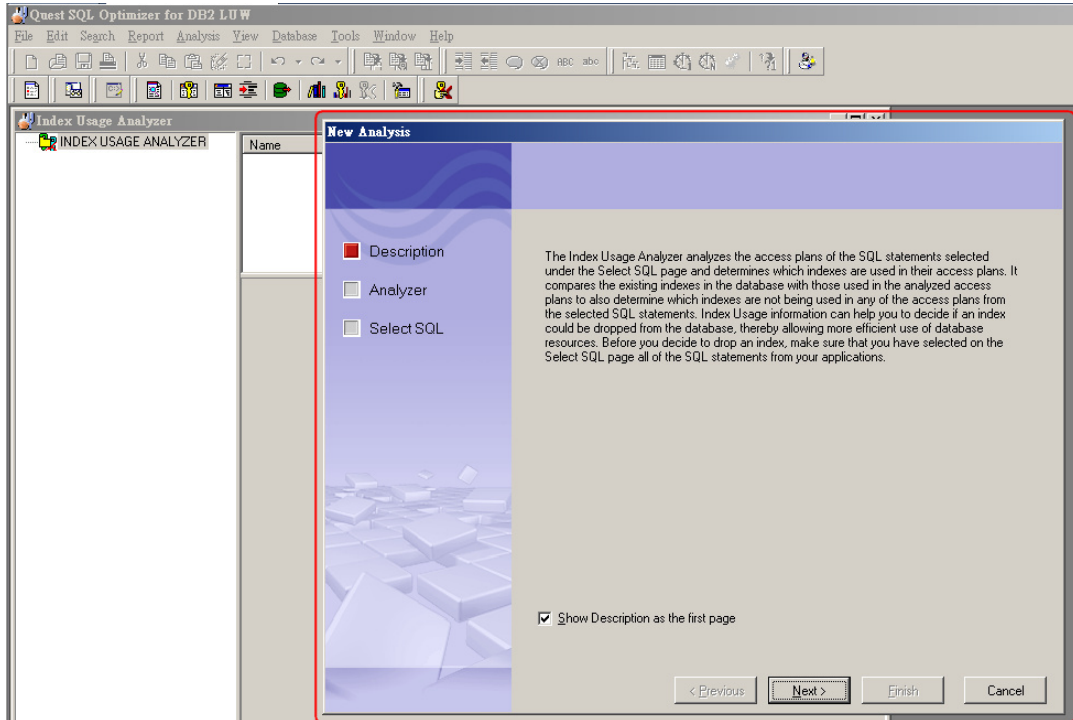 Quest SQL Optimizer for DB2 LUW
File Edit Search Report Analysis View Database Tools Window Help
ABC abc
Index Usage Analyzer
INDEX USAGE ANALYZER
Name
New Analysis
Description
Analyzer
Select SQL
The Index Usage Analyzer analyzes the access plans of the SQL statements selected
under the Select SQL page and determines which indexes are used in their access plans. It
compares the existing indexes in the database with those used in the analyzed access
plans to also determine which indexes are not being used in any of the access plans from
the selected SQL statements. Index Usage information can help you to decide if an index
could be dropped from the database, thereby allowing more efficient use of database
resources. Before you decide to drop an index, make sure that you have selected on the
Select SQL page all of the SQL statements from your applications.
Show Description as the first page
< Previous Next > Finish Cancel